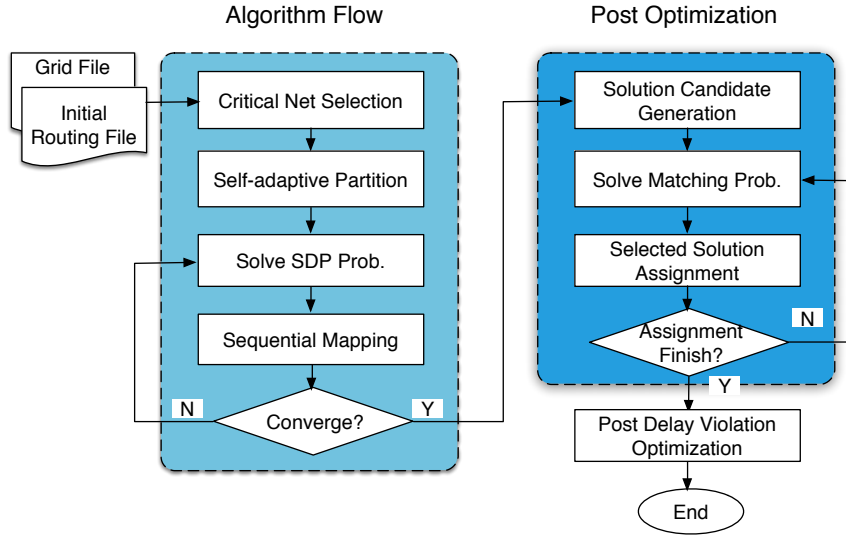 Algorithm Flow
Grid File
Initial
Routing File
Critical Net Selection
Self-adaptive Partition
Solve SDP Prob.
Sequential Mapping
Converge?
N
Y
Post Optimization
Solution Candidate
Generation
Solve Matching Prob.
Selected Solution
Assignment
Assignment
Finish?
N
Y
Post Delay Violation
Optimization
End